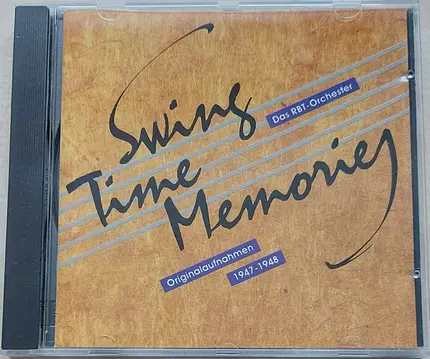 Swing
Das RBT-Orchester
Time
Memories
Originalaufnahmen
1947-1948